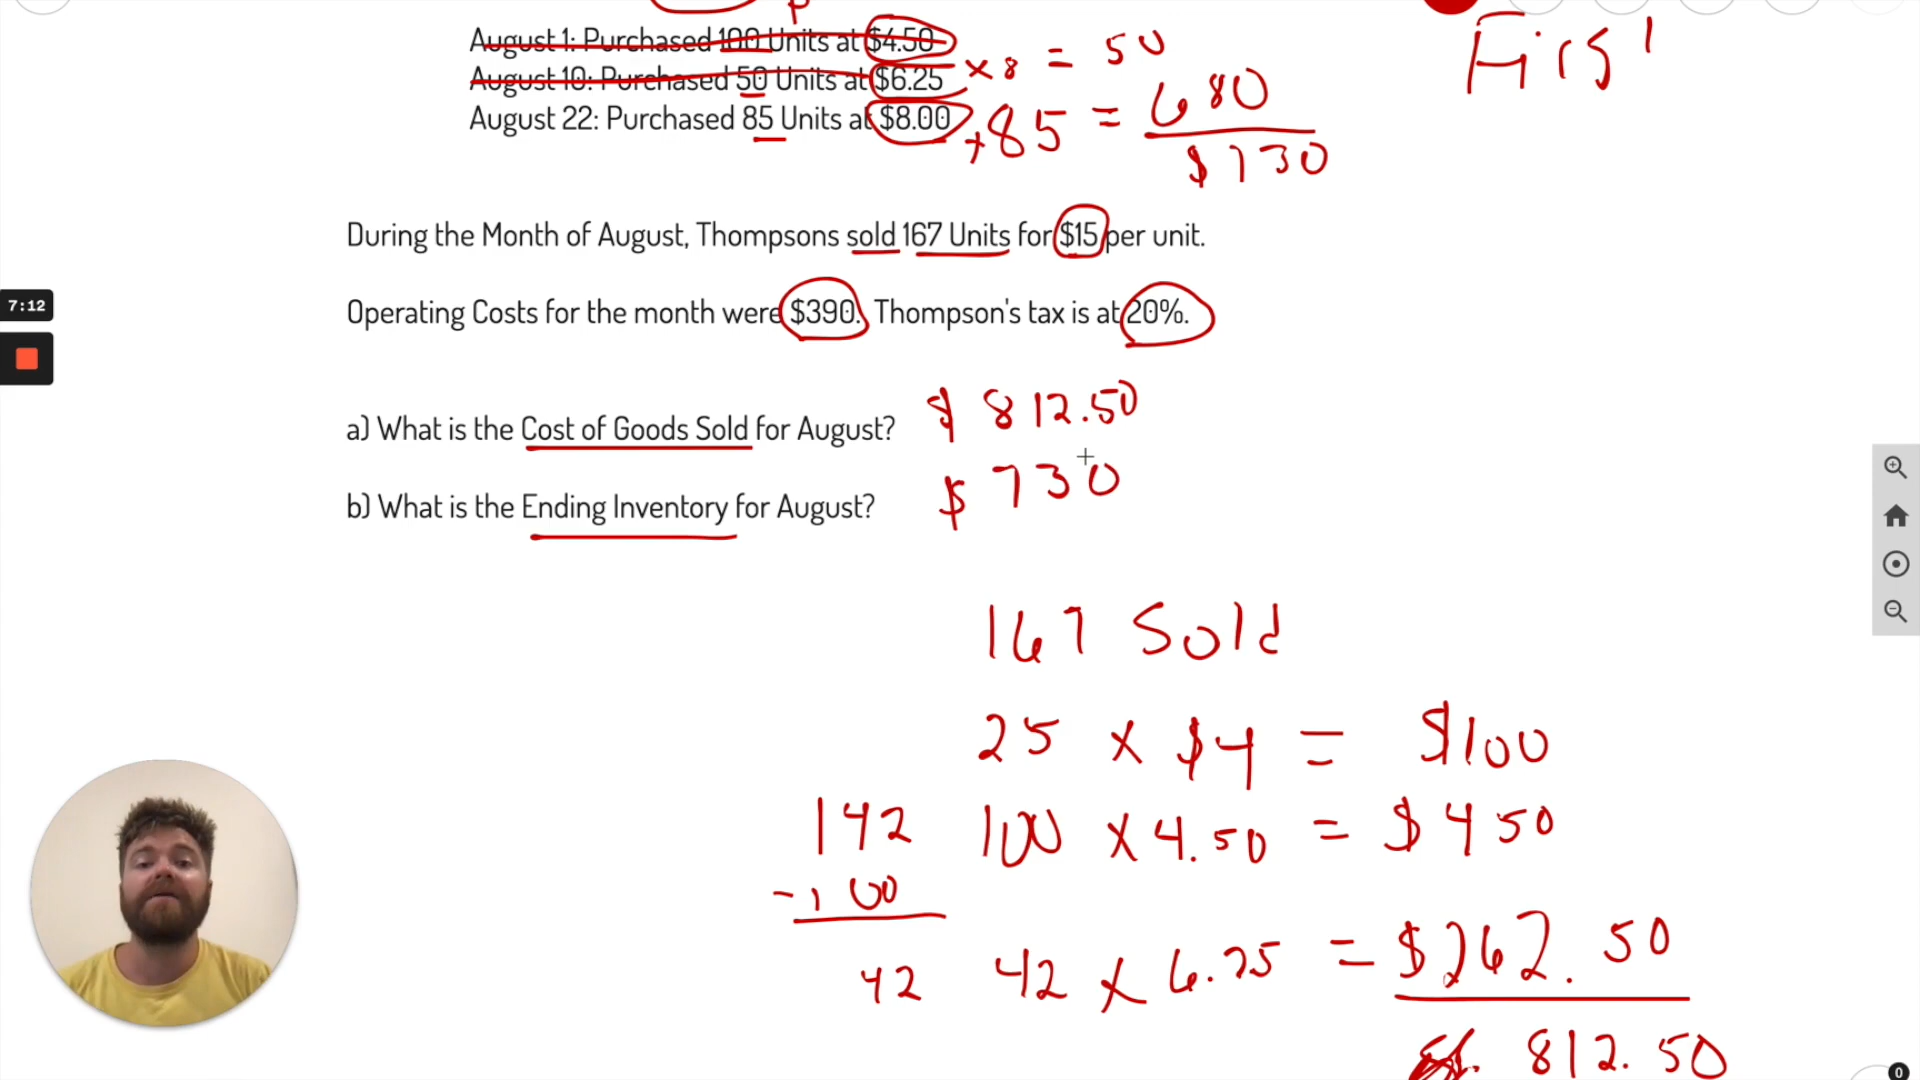 August 1: Purchased 100 Units at $4.50
August 10: Purchased 50 Units at $6.25 x 8 = 50
August 22: Purchased 85 Units at $8.00 x 85 = 680
$730
First
During the Month of August, Thompsons sold 167 Units for $15 per unit.
7:12
Operating Costs for the month were $390. Thompson's tax is at 20%.
$ 812.50
a) What is the Cost of Goods Sold for August?
$ 730
b) What is the Ending Inventory for August?
167 Sold
25 x $4 = $100
142 100 x 4.50 = $450
-100
42 42 x 6.25 = $262.50
812.50
0